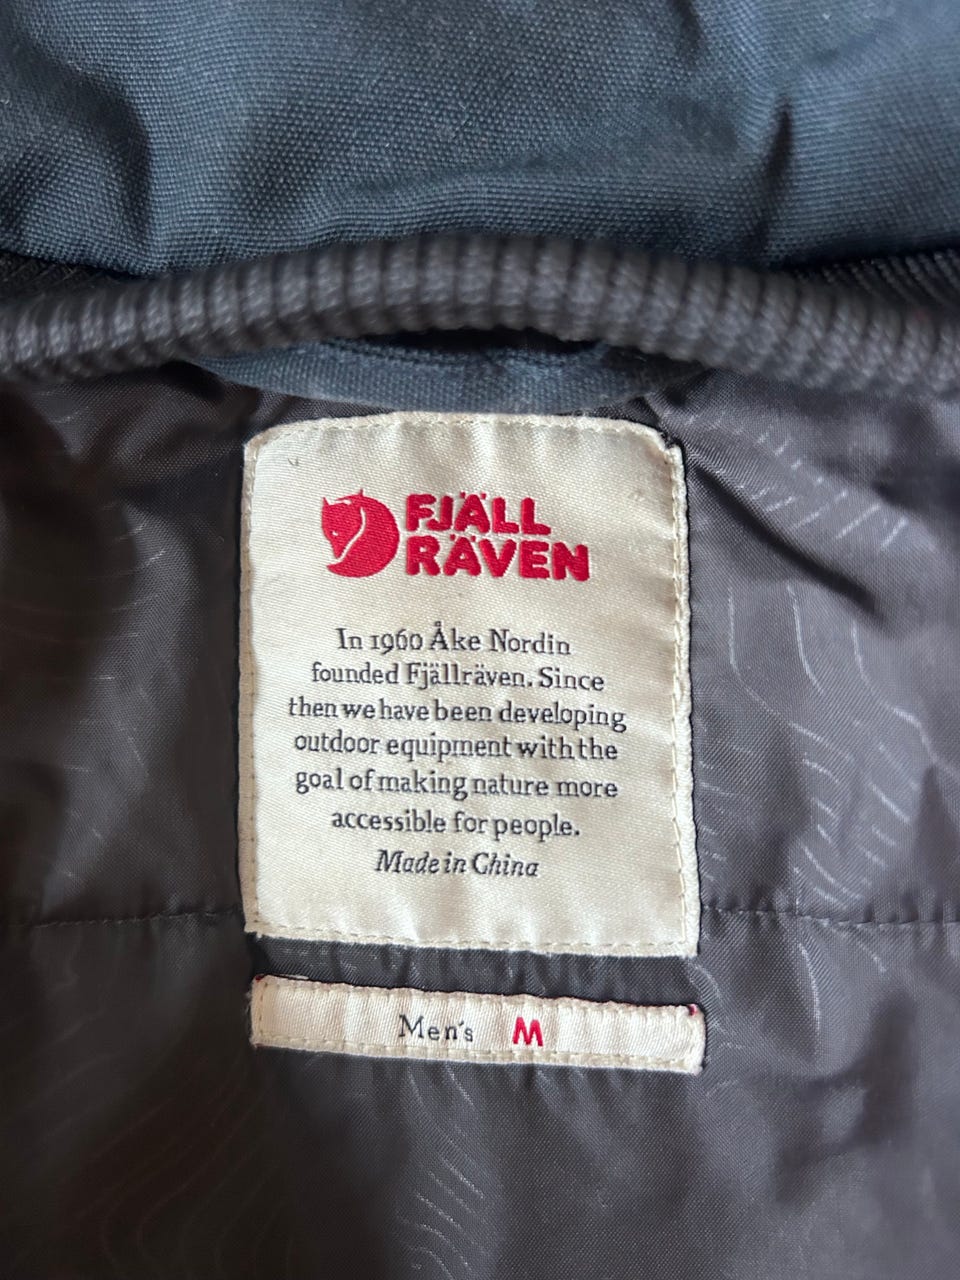 FJÄLL
RÄVEN
In 1960 Åke Nordin
founded Fjällräven. Since
then we have been developing
outdoor equipment with the
goal of making nature more
accessible for people.
Made in China
Men's M